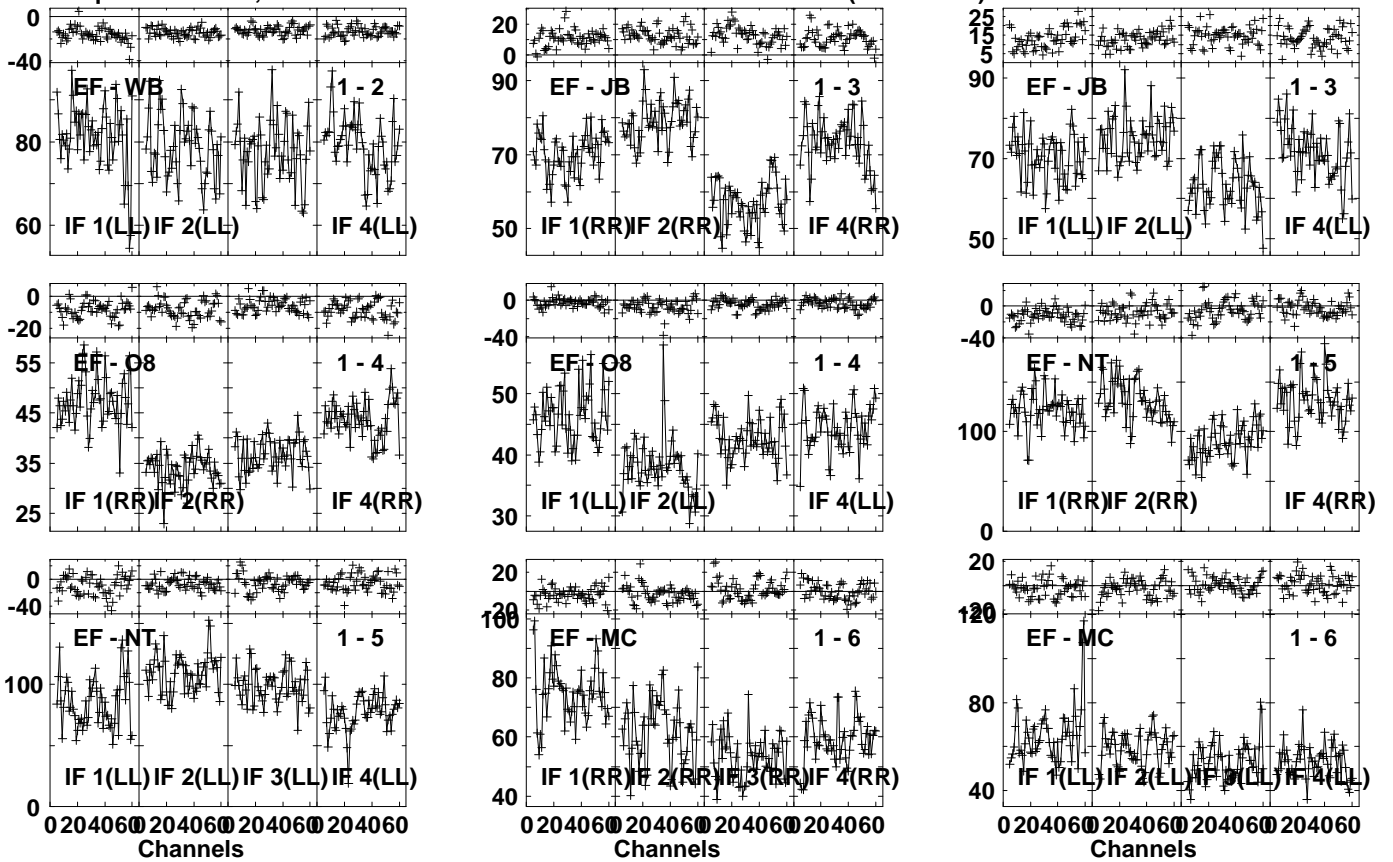 0
-40
EF - WB
1 - 2
80
60
IF 1(LL) IF 2(LL) IF 4(LL)
20
0
EF - JB
1 - 3
90
70
50
IF 1(RR) IF 2(RR) IF 4(RR)
25
15
5
EF - JB
1 - 3
90
70
50
IF 1(LL) IF 2(LL) IF 4(LL)
0
-20
EF - O8
1 - 4
55
45
35
25
IF 1(RR) IF 2(RR) IF 4(RR)
0
-40
EF - O8
1 - 4
50
40
30
IF 1(LL) IF 2(LL) IF 4(LL)
0
-40
EF - NT
1 - 5
100
0
IF 1(RR) IF 2(RR) IF 4(RR)
0
-40
EF - NT
1 - 5
100
0
IF 1(LL) IF 2(LL) IF 3(LL) IF 4(LL)
0 204060 0 204060 0 204060 0 204060
Channels
20
-20
100
EF - MC
1 - 6
80
60
40
IF 1(RR) IF 2(RR) IF 3(RR) IF 4(RR)
0 204060 0 204060 0 204060 0 204060
Channels
20
-20
120
EF - MC
1 - 6
80
40
IF 1(LL) IF 2(LL) IF 3(LL) IF 4(LL)
0 204060 0 204060 0 204060 0 204060
Channels